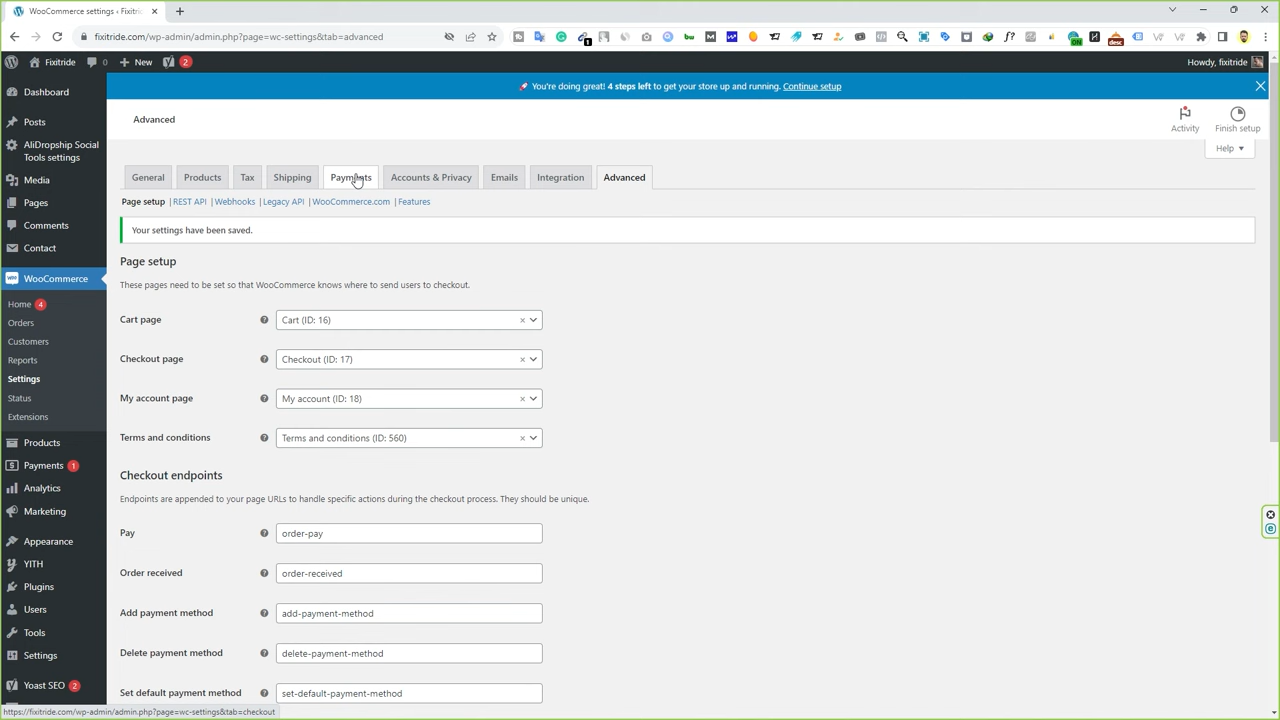 WooCommerce settings ‹ Fixitrid
fixitride.com/wp-admin/admin.php?page=wc-settings&tab=advanced
1
ON
desc
Fixitride
0
New
2
Howdy, fixitride
🚀 You're doing great! 4 steps left to get your store up and running. Continue setup
Dashboard
Posts
AliDropship Social
Tools settings
Media
Pages
Comments
Contact
WooCommerce
Home 4
Orders
Customers
Reports
Settings
Status
Extensions
Products
Payments 1
Analytics
Marketing
Appearance
YITH
Plugins
Users
Tools
Settings
Yoast SEO 2
Advanced
Activity
Finish setup
Help
General
Products
Tax
Shipping
Payments
Accounts & Privacy
Emails
Integration
Advanced
Page setup | REST API | Webhooks | Legacy API | WooCommerce.com | Features
Your settings have been saved.
Page setup
These pages need to be set so that WooCommerce knows where to send users to checkout.
Cart page
Cart (ID: 16)
Checkout page
Checkout (ID: 17)
My account page
My account (ID: 18)
Terms and conditions
Terms and conditions (ID: 560)
Checkout endpoints
Endpoints are appended to your page URLs to handle specific actions during the checkout process. They should be unique.
Pay
order-pay
Order received
order-received
Add payment method
add-payment-method
Delete payment method
delete-payment-method
Set default payment method
set-default-payment-method
https://fixitride.com/wp-admin/admin.php?page=wc-settings&tab=checkout